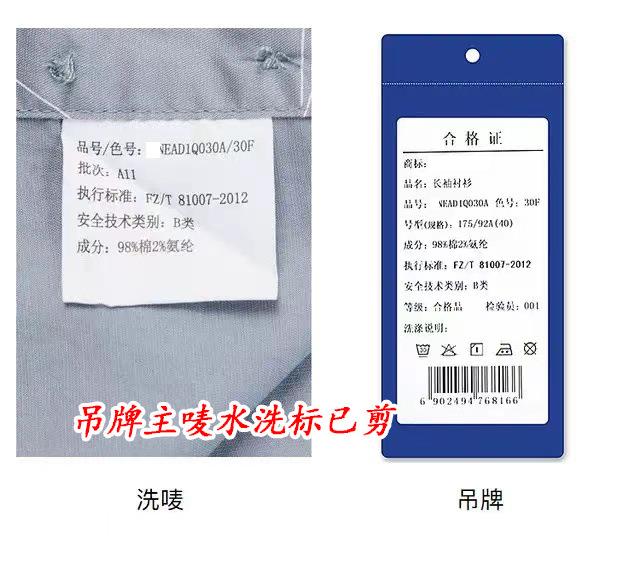 品号/色号: NEAD1Q030A/30F
批次: A11
执行标准: FZ/T 81007-2012
安全技术类别: B类
成分: 98%棉2%氨纶
合格证
商标:
品名: 长袖衬衫
品号: NEAD1Q030A 色号: 30F
号型(规格): 175/92A(40)
成分: 98%棉2%氨纶
执行标准: FZ/T 81007-2012
安全技术类别: B类
等级: 合格品 检验员: 001
洗涤说明:
30
6 902494 768166
吊牌主唛水洗标已剪
洗唛
吊牌